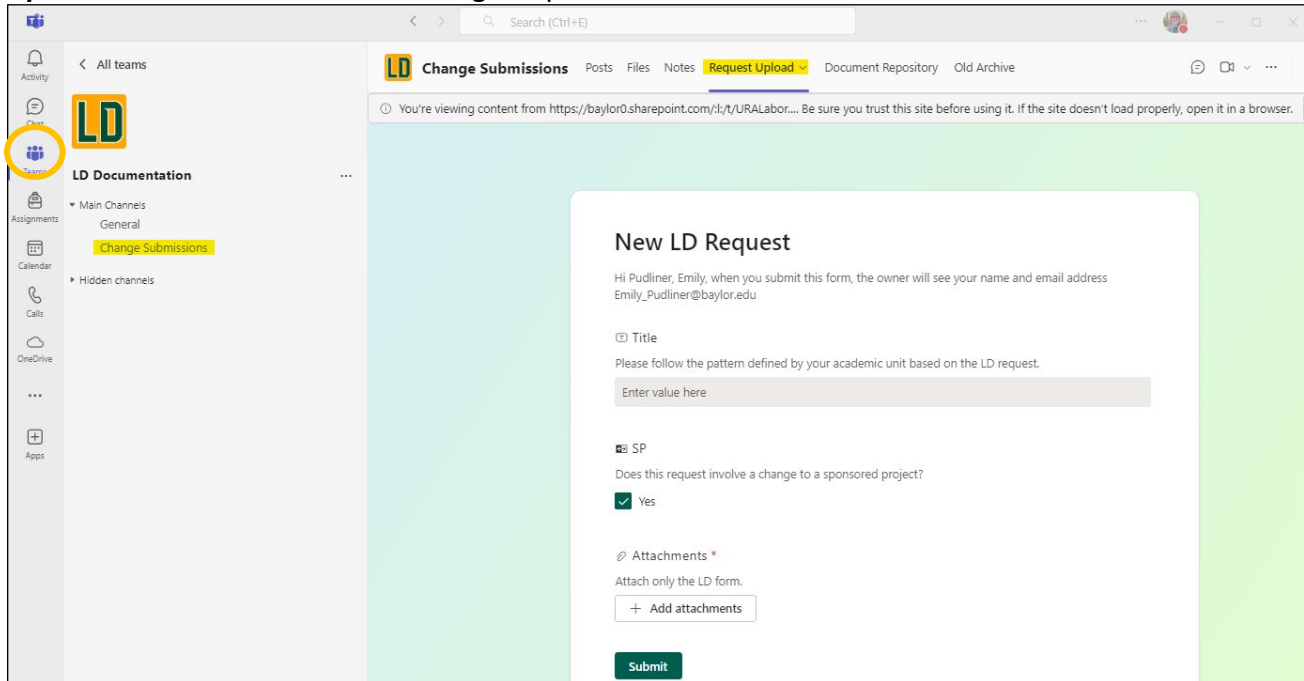 Search (Ctrl+E)
Activity
Chat
Teams
Assignments
Calendar
Calls
OneDrive
Apps
All teams
LD
LD Documentation
Main Channels
General
Change Submissions
Hidden channels
LD Change Submissions Posts Files Notes Request Upload Document Repository Old Archive
You're viewing content from https://baylor0.sharepoint.com/:l:/t/URALabor.... Be sure you trust this site before using it. If the site doesn't load properly, open it in a browser.
New LD Request
Hi Pudliner, Emily, when you submit this form, the owner will see your name and email address
Emily_Pudliner@baylor.edu
Title
Please follow the pattern defined by your academic unit based on the LD request.
Enter value here
SP
Does this request involve a change to a sponsored project?
Yes
Attachments *
Attach only the LD form.
+ Add attachments
Submit